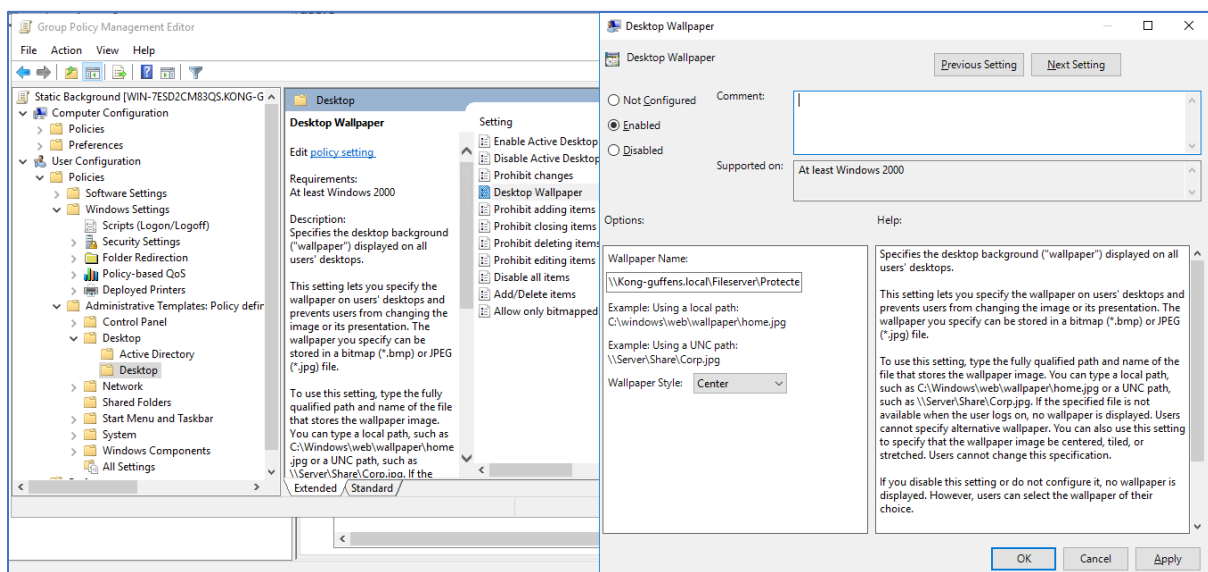 Group Policy Management Editor
File Action View Help
Static Background [WIN-7ESD2CM83QS.KONG-G
Computer Configuration
Policies
Preferences
User Configuration
Policies
Software Settings
Windows Settings
Scripts (Logon/Logoff)
Security Settings
Folder Redirection
Policy-based QoS
Deployed Printers
Administrative Templates: Policy defir
Control Panel
Desktop
Active Directory
Desktop
Network
Shared Folders
Start Menu and Taskbar
System
Windows Components
All Settings
Desktop
Desktop Wallpaper
Edit policy setting
Requirements:
At least Windows 2000
Description:
Specifies the desktop background
("wallpaper") displayed on all
users' desktops.
This setting lets you specify the
wallpaper on users' desktops and
prevents users from changing the
image or its presentation. The
wallpaper you specify can be
stored in a bitmap (*.bmp) or JPEG
(*.jpg) file.
To use this setting, type the fully
qualified path and name of the file
that stores the wallpaper image.
You can type a local path, such as
C:\Windows\web\wallpaper\home
.jpg or a UNC path, such as
\\Server\Share\Corp.jpg. If the
Setting
Enable Active Desktop
Disable Active Desktop
Prohibit changes
Desktop Wallpaper
Prohibit adding items
Prohibit closing items
Prohibit deleting items
Prohibit editing items
Disable all items
Add/Delete items
Allow only bitmapped
Extended Standard
Desktop Wallpaper
Desktop Wallpaper
Previous Setting Next Setting
Not Configured
Enabled
Disabled
Comment:
Supported on:
At least Windows 2000
Options:
Help:
Wallpaper Name:
\\Kong-guffens.local\Fileserver\Protecte
Example: Using a local path:
C:\windows\web\wallpaper\home.jpg
Example: Using a UNC path:
\\Server\Share\Corp.jpg
Wallpaper Style: Center
Specifies the desktop background ("wallpaper") displayed on all
users' desktops.
This setting lets you specify the wallpaper on users' desktops and
prevents users from changing the image or its presentation. The
wallpaper you specify can be stored in a bitmap (*.bmp) or JPEG
(*.jpg) file.
To use this setting, type the fully qualified path and name of the
file that stores the wallpaper image. You can type a local path,
such as C:\Windows\web\wallpaper\home.jpg or a UNC path,
such as \\Server\Share\Corp.jpg. If the specified file is not
available when the user logs on, no wallpaper is displayed. Users
cannot specify alternative wallpaper. You can also use this setting
to specify that the wallpaper image be centered, tiled, or
stretched. Users cannot change this specification.
If you disable this setting or do not configure it, no wallpaper is
displayed. However, users can select the wallpaper of their
choice.
OK Cancel Apply